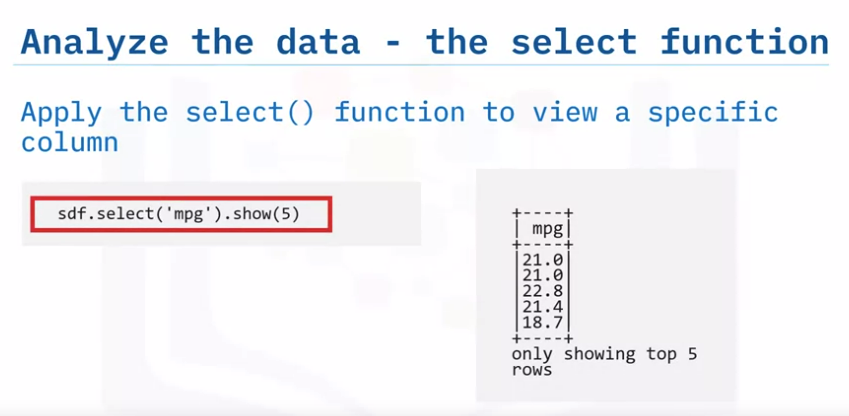 Analyze the data - the select function
Apply the select() function to view a specific
column
sdf.select('mpg').show(5)
+----+
| mpg|
+----+
|21.0|
|21.0|
|22.8|
|21.4|
|18.7|
+----+
only showing top 5
rows